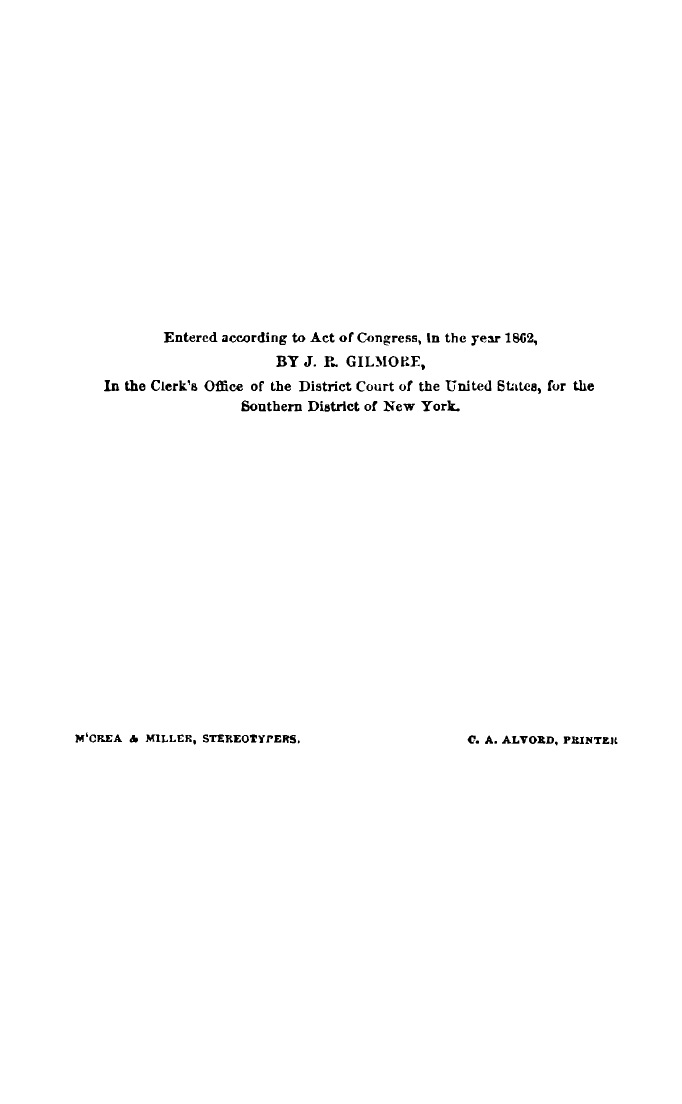 Entered according to Act of Congress, in the year 1862,
BY J. R. GILMORE,
In the Clerk's Office of the District Court of the United States, for the
Southern District of New York.
M‘CREA & MILLER, STEREOTYPERS.
C. A. ALVORD, PRINTER